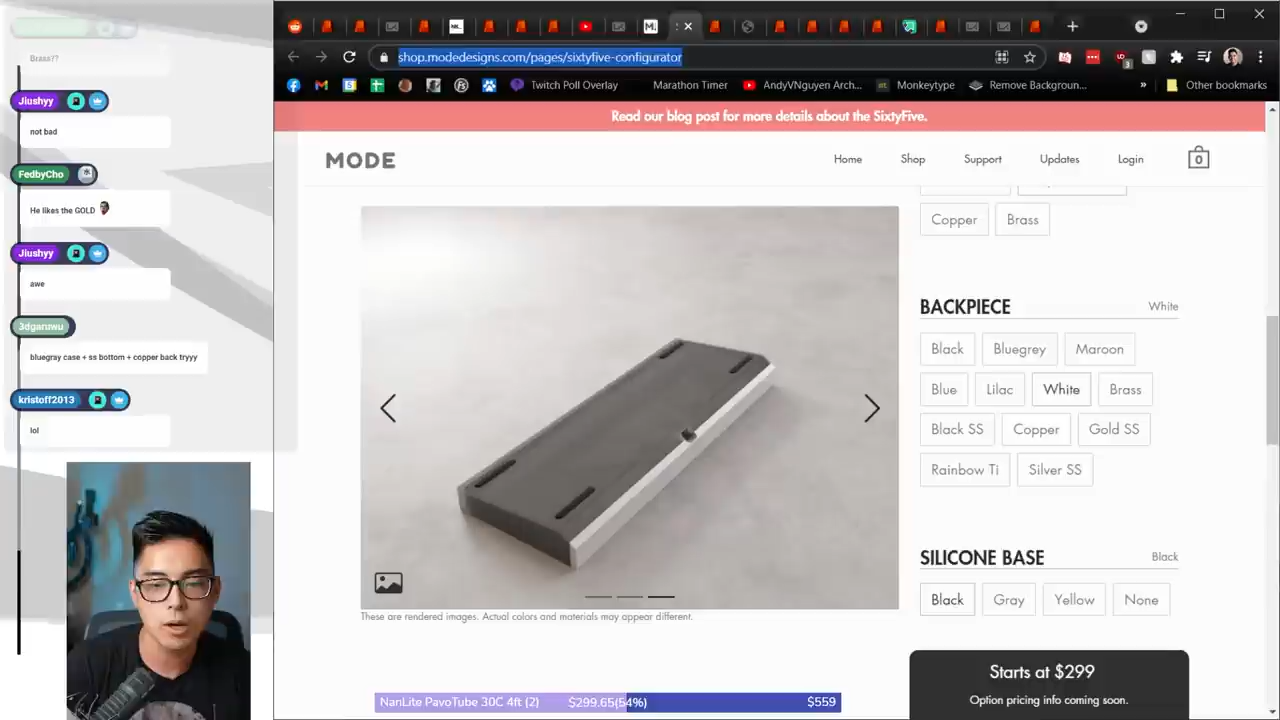 Brass??
Jiushyy
not bad
FedbyCho
He likes the GOLD
Jiushyy
awe
3dgaruwu
bluegray case + ss bottom + copper back tryyy
kristoff2013
lol
shop.modedesigns.com/pages/sixtyfive-configurator
Twitch Poll Overlay
Marathon Timer
AndyVNguyen Arch...
Monkeytype
Remove Backgroun...
»
Other bookmarks
Read our blog post for more details about the SixtyFive.
MODE
Home
Shop
Support
Updates
Login
0
Copper
Brass
BACKPIECE
White
Black
Bluegrey
Maroon
Blue
Lilac
White
Brass
Black SS
Copper
Gold SS
Rainbow Ti
Silver SS
SILICONE BASE
Black
Black
Gray
Yellow
None
These are rendered images. Actual colors and materials may appear different.
Starts at $299
Option pricing info coming soon.
NanLite PavoTube 30C 4ft (2)
$299.65(54%)
$559